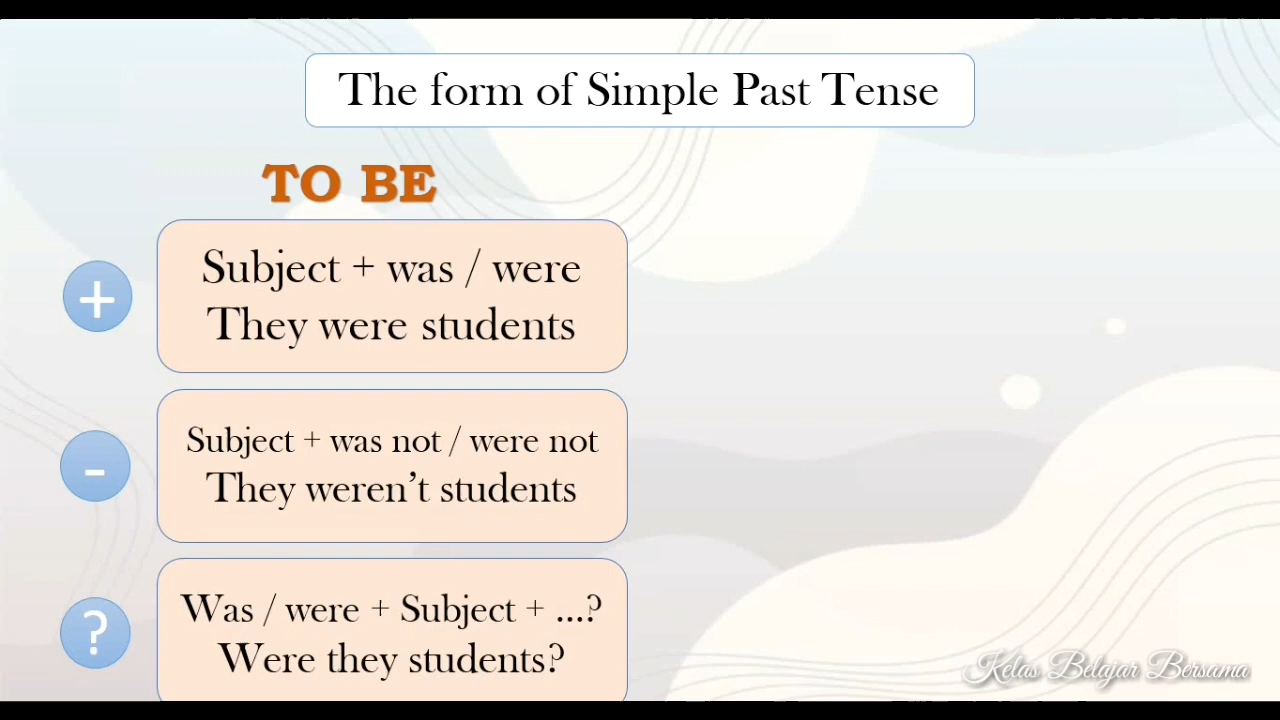 The form of Simple Past Tense
TO BE
+
Subject + was / were
They were students
-
Subject + was not / were not
They weren’t students
?
Was / were + Subject + ...?
Were they students?
Kelas Belajar Bersama